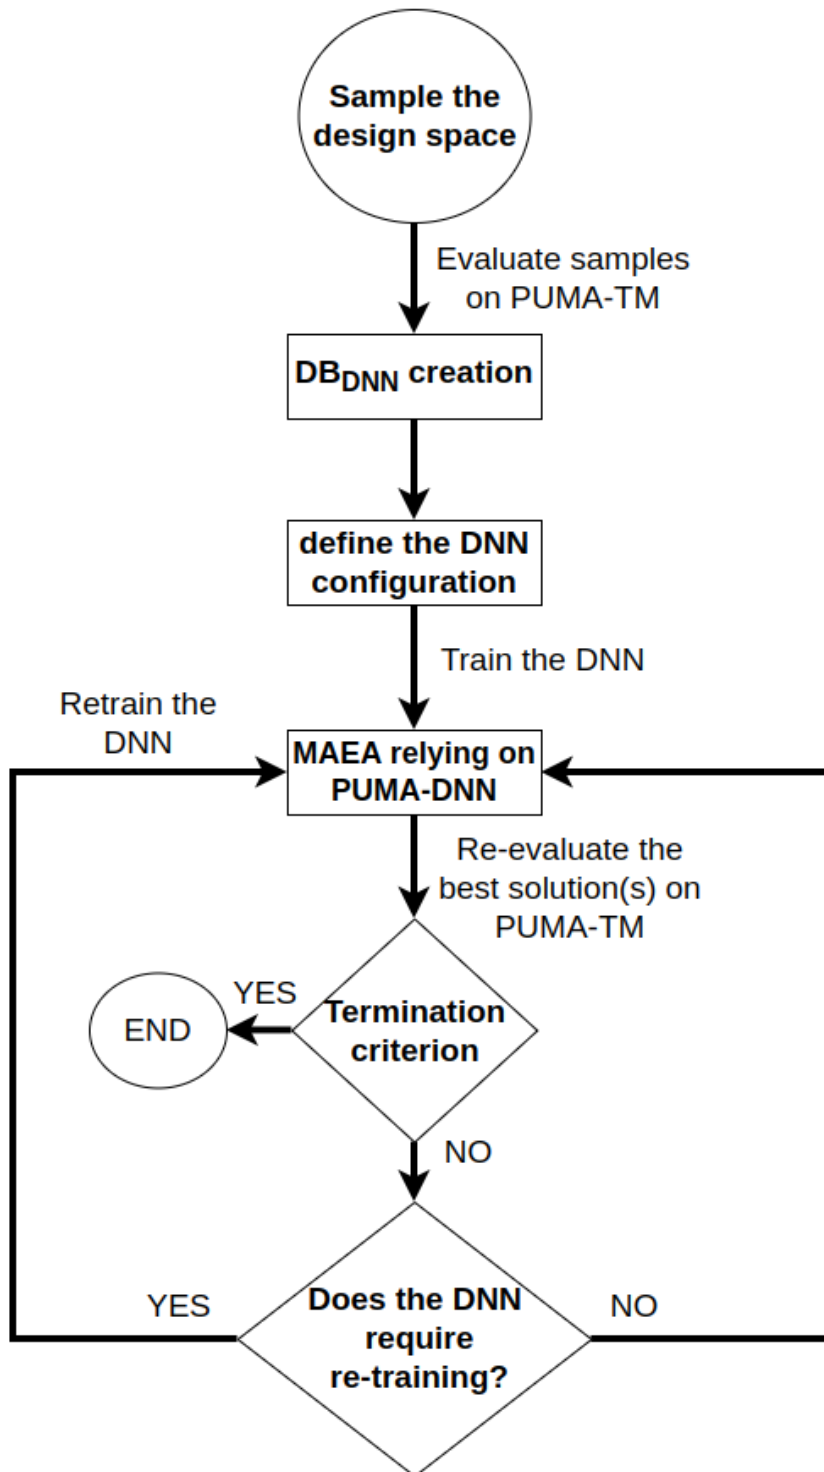 Sample the
design space
Evaluate samples
on PUMA-TM
DB_DNN creation
define the DNN
configuration
Train the DNN
Retrain the
DNN
MAEA relying on
PUMA-DNN
Re-evaluate the
best solution(s) on
PUMA-TM
YES
END
Termination
criterion
NO
YES
Does the DNN
require
re-training?
NO